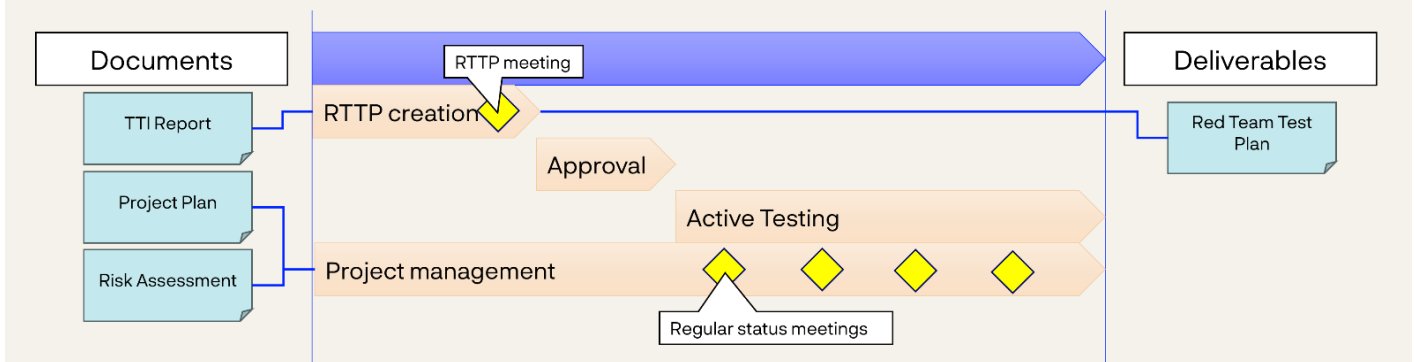 Documents
RTTP meeting
Deliverables
TTI Report
RTTP creation
Red Team Test
Plan
Approval
Project Plan
Active Testing
Risk Assessment
Project management
Regular status meetings